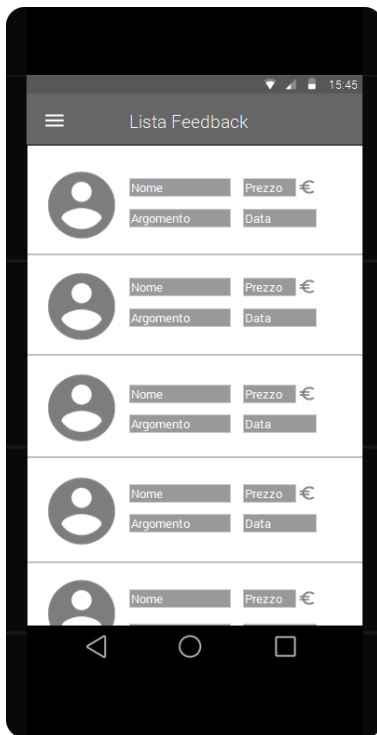 15:45
Lista Feedback
Nome Prezzo €
Argomento Data
Nome Prezzo €
Argomento Data
Nome Prezzo €
Argomento Data
Nome Prezzo €
Argomento Data
Nome Prezzo €